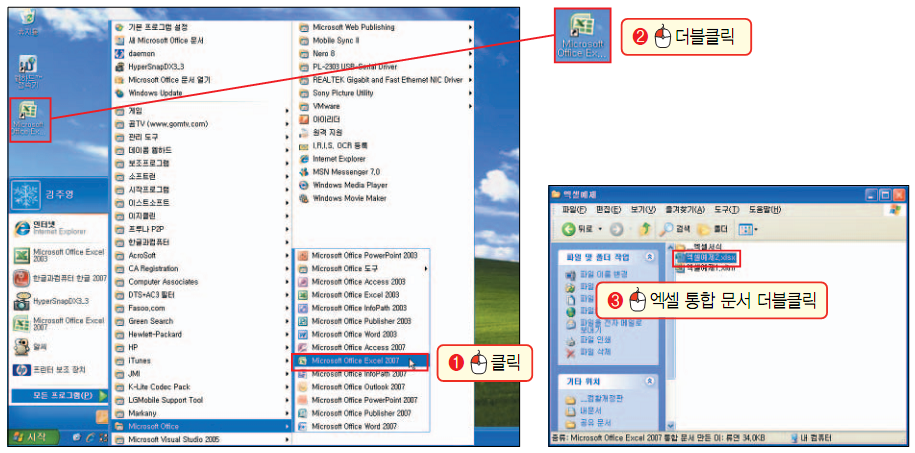 휴지통
Microsoft
Office Ex...
김주영
인터넷
Internet Explorer
Microsoft Office Excel
2003
한글과컴퓨터 한글 2007
HyperSnapDX3_3
Microsoft Office Excel
2007
알씨
프린터 보조 장치
모든 프로그램(P)
시작
기본 프로그램 설정
새 Microsoft Office 문서
daemon
HyperSnapDX3_3
Microsoft Office 문서 열기
Windows Update
게임
곰TV (www.gomtv.com)
관리 도구
데이콤 웹하드
보조프로그램
소프트런
시작프로그램
이스트소프트
이지클린
프루나 P2P
한글과컴퓨터
AcroSoft
CA Registration
Computer Associates
DTS+AC3 필터
Fasoo.com
Green Search
Hewlett-Packard
HP
iTunes
JMI
K-Lite Codec Pack
LGMobile Support Tool
Markany
Microsoft Office
Microsoft Visual Studio 2005
Microsoft Web Publishing
Mobile Sync II
Nero 8
PL-2303 USB-Serial Driver
REALTEK Gigabit and Fast Ethernet NIC Driver
Sony Picture Utility
VMware
아이리더
원격 지원
I.R.I.S. OCR 등록
Internet Explorer
MSN Messenger 7.0
Windows Media Player
Windows Movie Maker
Microsoft Office PowerPoint 2003
Microsoft Office 도구
Microsoft Office Access 2003
Microsoft Office Excel 2003
Microsoft Office InfoPath 2003
Microsoft Office Publisher 2003
Microsoft Office Word 2003
Microsoft Office Access 2007
Microsoft Office Excel 2007
Microsoft Office InfoPath 2007
Microsoft Office Outlook 2007
Microsoft Office PowerPoint 2007
Microsoft Office Publisher 2007
Microsoft Office Word 2007
❶ 클릭
Microsoft
Office Ex...
❷ 더블클릭
엑셀예제
파일(F) 편집(E) 보기(V) 즐겨찾기(A) 도구(T) 도움말(H)
뒤로 검색 폴더
파일 및 폴더 작업
파일 이름 변경
파일을 전자 메일로
보내기
파일 인쇄
파일 삭제
기타 위치
...경찰개정판
내문서
공유 문서
...엑셀서식
엑셀예제2.xlsx
❸ 엑셀 통합 문서 더블클릭
종류: Microsoft Office Excel 2007 통합 문서 만든 이: 류연 34.0KB 내 컴퓨터